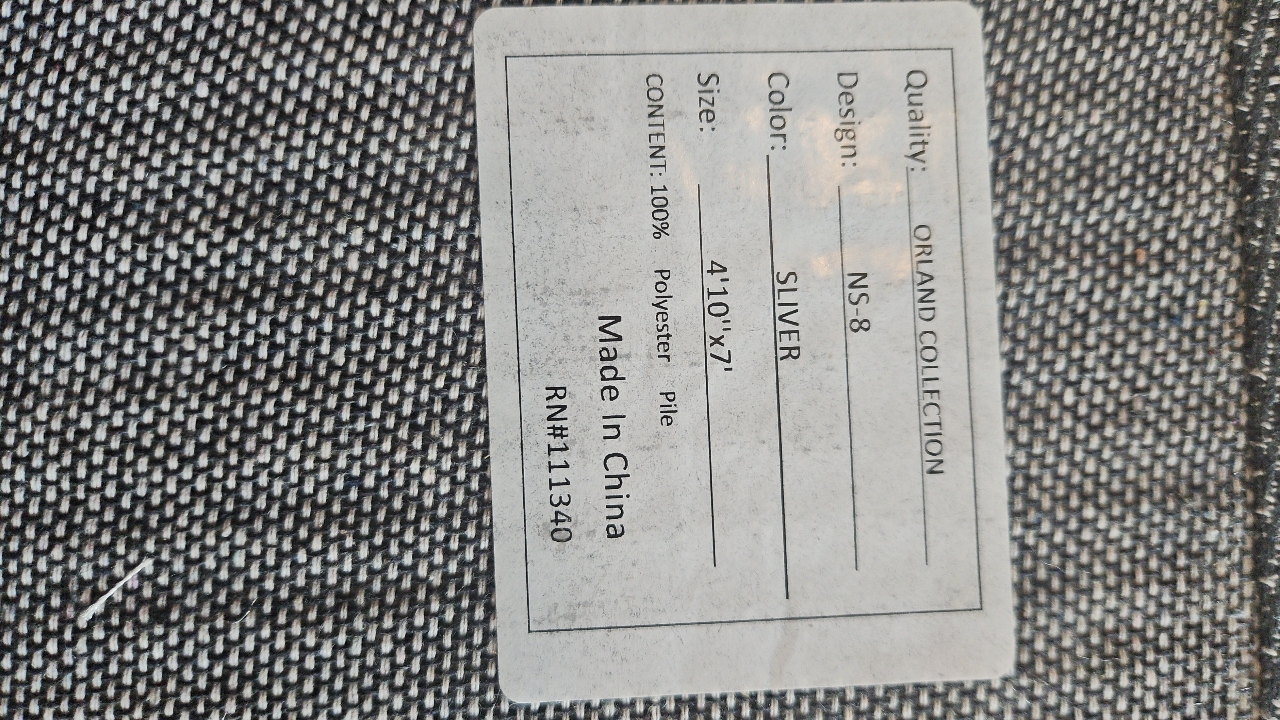 Quality: ORLAND COLLECTION
Design: NS-8
Color: SLIVER
Size: 4'10''x7'
CONTENT: 100% Polyester Pile
Made In China
RN#111340